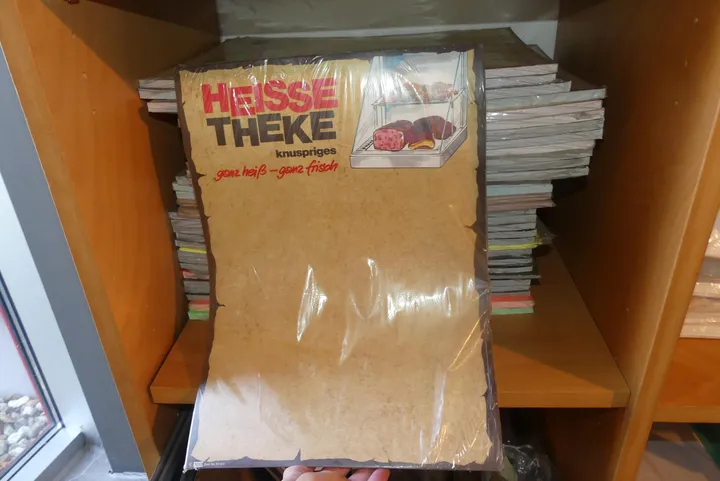 HEISSE
THEKE
knuspriges
ganz heiß – ganz frisch